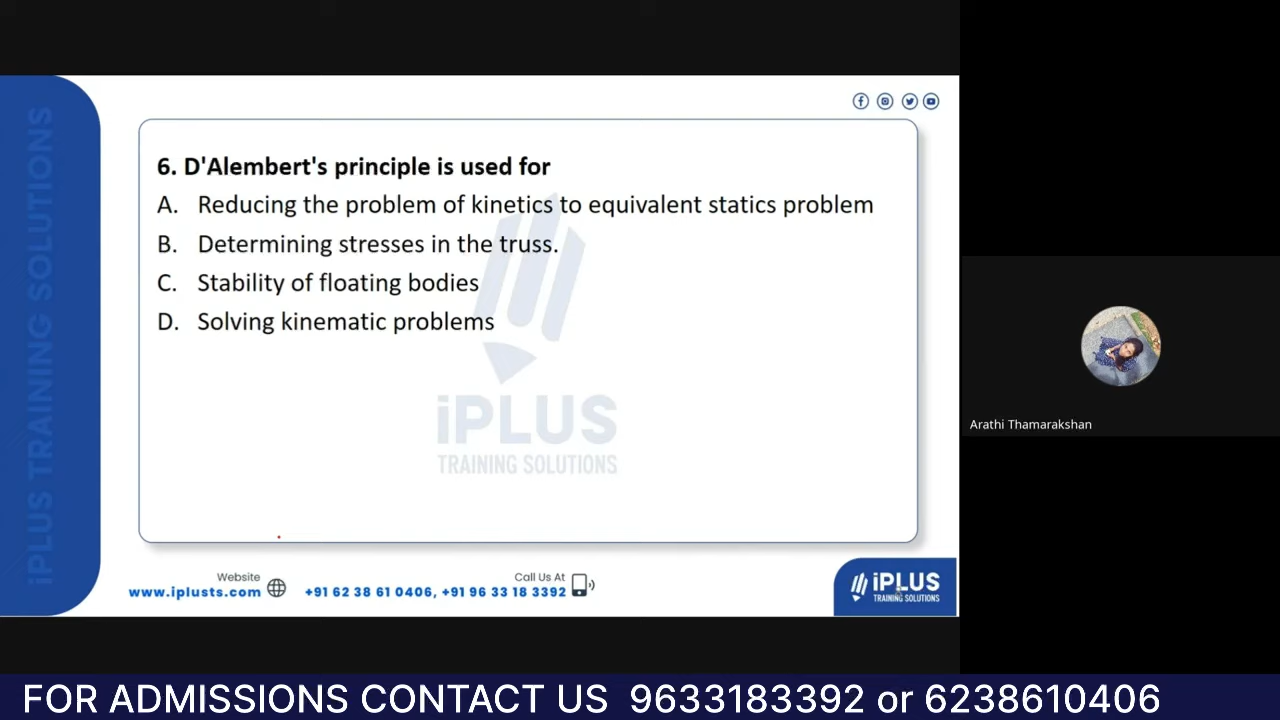 iPLUS TRAINING SOLUTIONS
6. D'Alembert's principle is used for
A. Reducing the problem of kinetics to equivalent statics problem
B. Determining stresses in the truss.
C. Stability of floating bodies
D. Solving kinematic problems
iPLUS
TRAINING SOLUTIONS
Arathi Thamarakshan
Website
www.iplusts.com
+91 62 38 61 0406, +91 96 33 18 3392
Call Us At
iPLUS
TRAINING SOLUTIONS
FOR ADMISSIONS CONTACT US 9633183392 or 6238610406